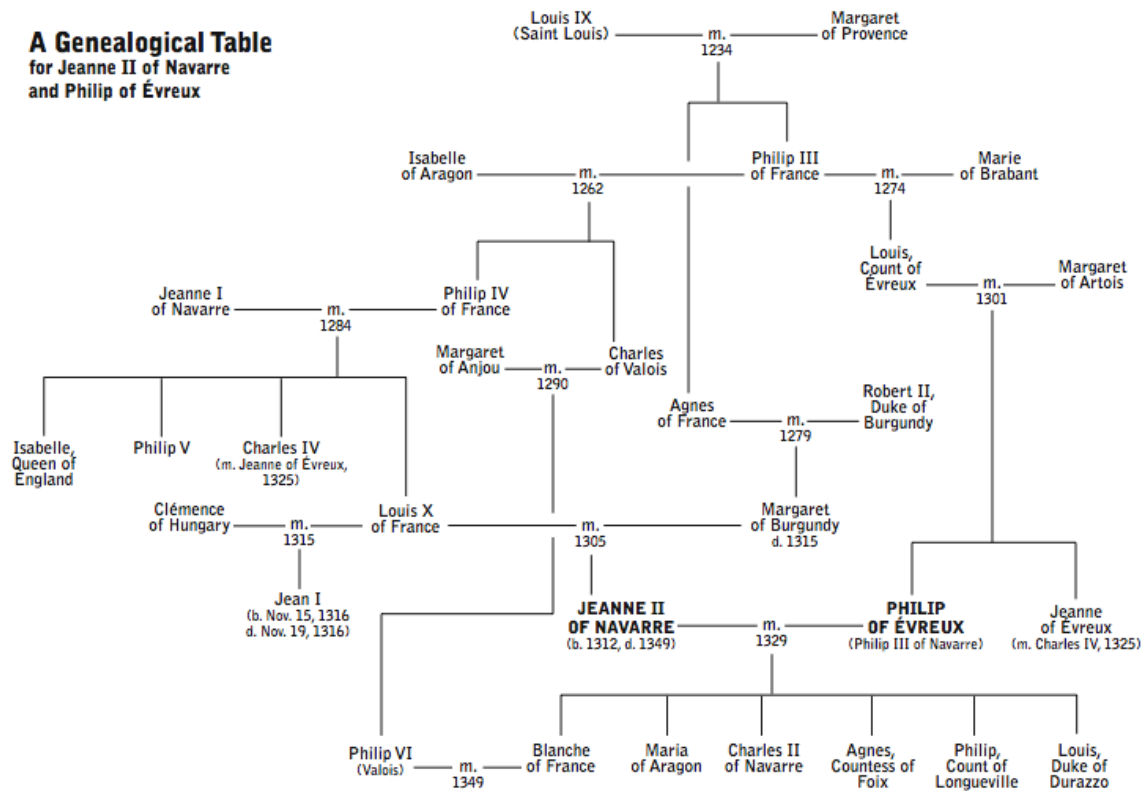 A Genealogical Table
for Jeanne II of Navarre
and Philip of Évreux
Louis IX
(Saint Louis)
m.
1234
Margaret
of Provence
Isabelle
of Aragon
m.
1262
Philip III
of France
m.
1274
Marie
of Brabant
Louis,
Count of
Évreux
m.
1301
Margaret
of Artois
Jeanne I
of Navarre
m.
1284
Philip IV
of France
Margaret
of Anjou
m.
1290
Charles
of Valois
Agnes
of France
m.
1279
Robert II,
Duke of
Burgundy
Isabelle,
Queen of
England
Philip V
Charles IV
(m. Jeanne of Évreux,
1325)
Clémence
of Hungary
m.
1315
Louis X
of France
m.
1305
Margaret
of Burgundy
d. 1315
Jean I
(b. Nov. 15, 1316
d. Nov. 19, 1316)
JEANNE II
OF NAVARRE
(b. 1312, d. 1349)
m.
1329
PHILIP
OF ÉVREUX
(Philip III of Navarre)
Jeanne
of Évreux
(m. Charles IV, 1325)
Philip VI
(Valois)
m.
1349
Blanche
of France
Maria
of Aragon
Charles II
of Navarre
Agnes,
Countess of
Foix
Philip,
Count of
Longueville
Louis,
Duke of
Durazzo